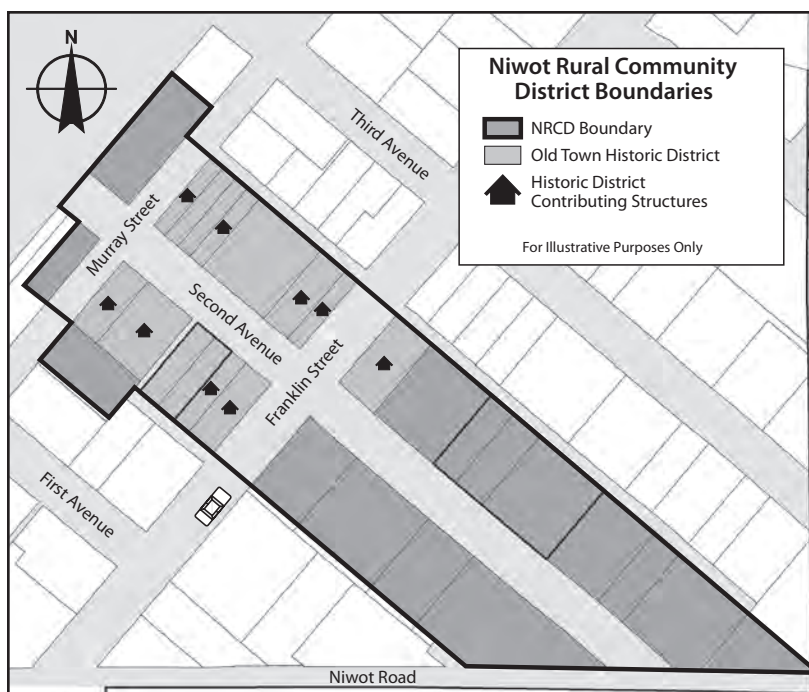 N
Niwot Rural Community
District Boundaries
NRCD Boundary
Old Town Historic District
Historic District
Contributing Structures
For Illustrative Purposes Only
Third Avenue
Murray Street
Second Avenue
Franklin Street
First Avenue
Niwot Road